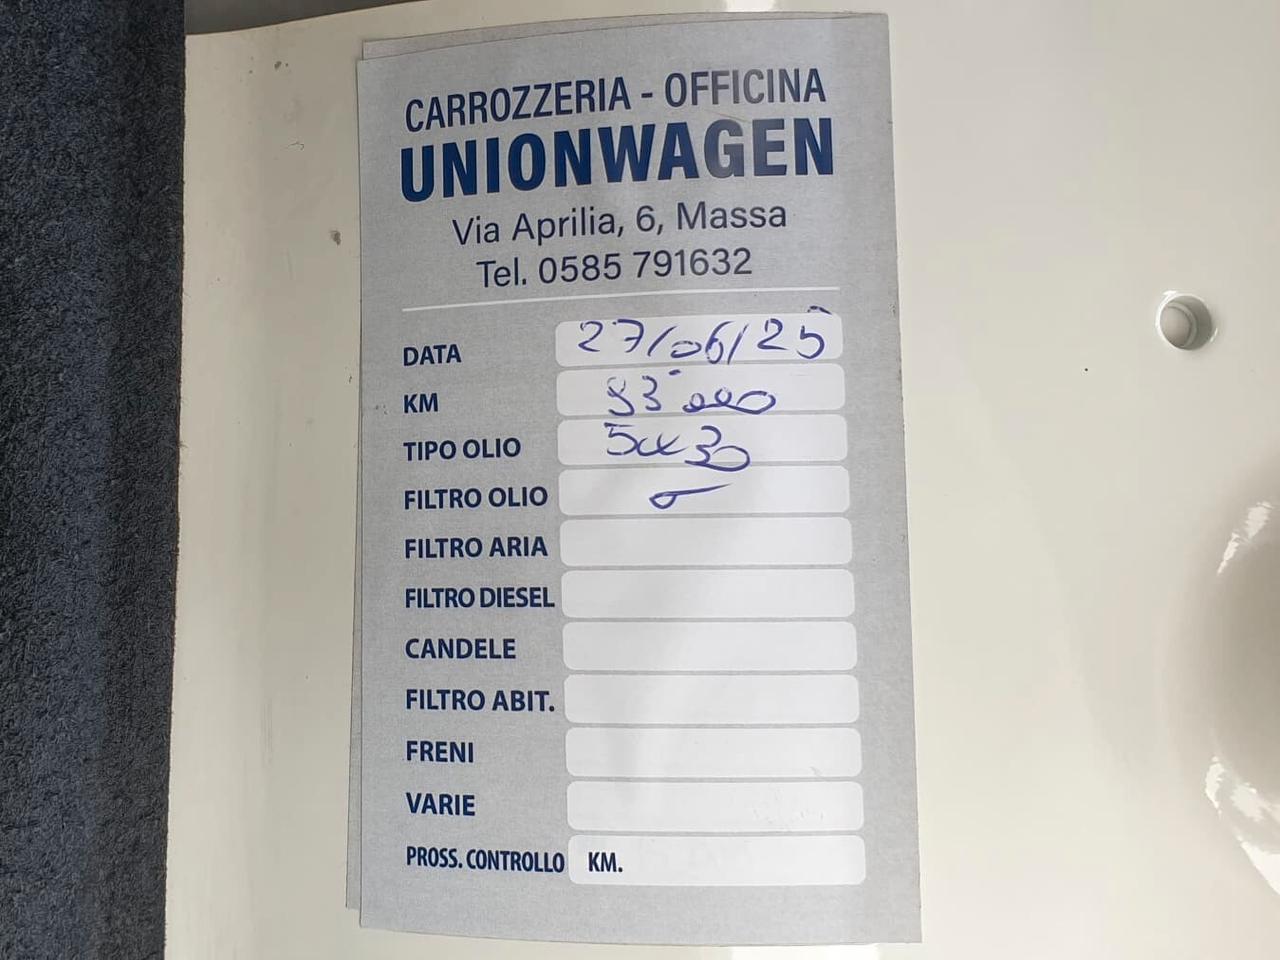 CARROZZERIA - OFFICINA
UNIONWAGEN
Via Aprilia, 6, Massa
Tel. 0585 791632
DATA 27/06/25
KM
TIPO OLIO 5w30
FILTRO OLIO
FILTRO ARIA
FILTRO DIESEL
CANDELE
FILTRO ABIT.
FRENI
VARIE
PROSS. CONTROLLO KM.